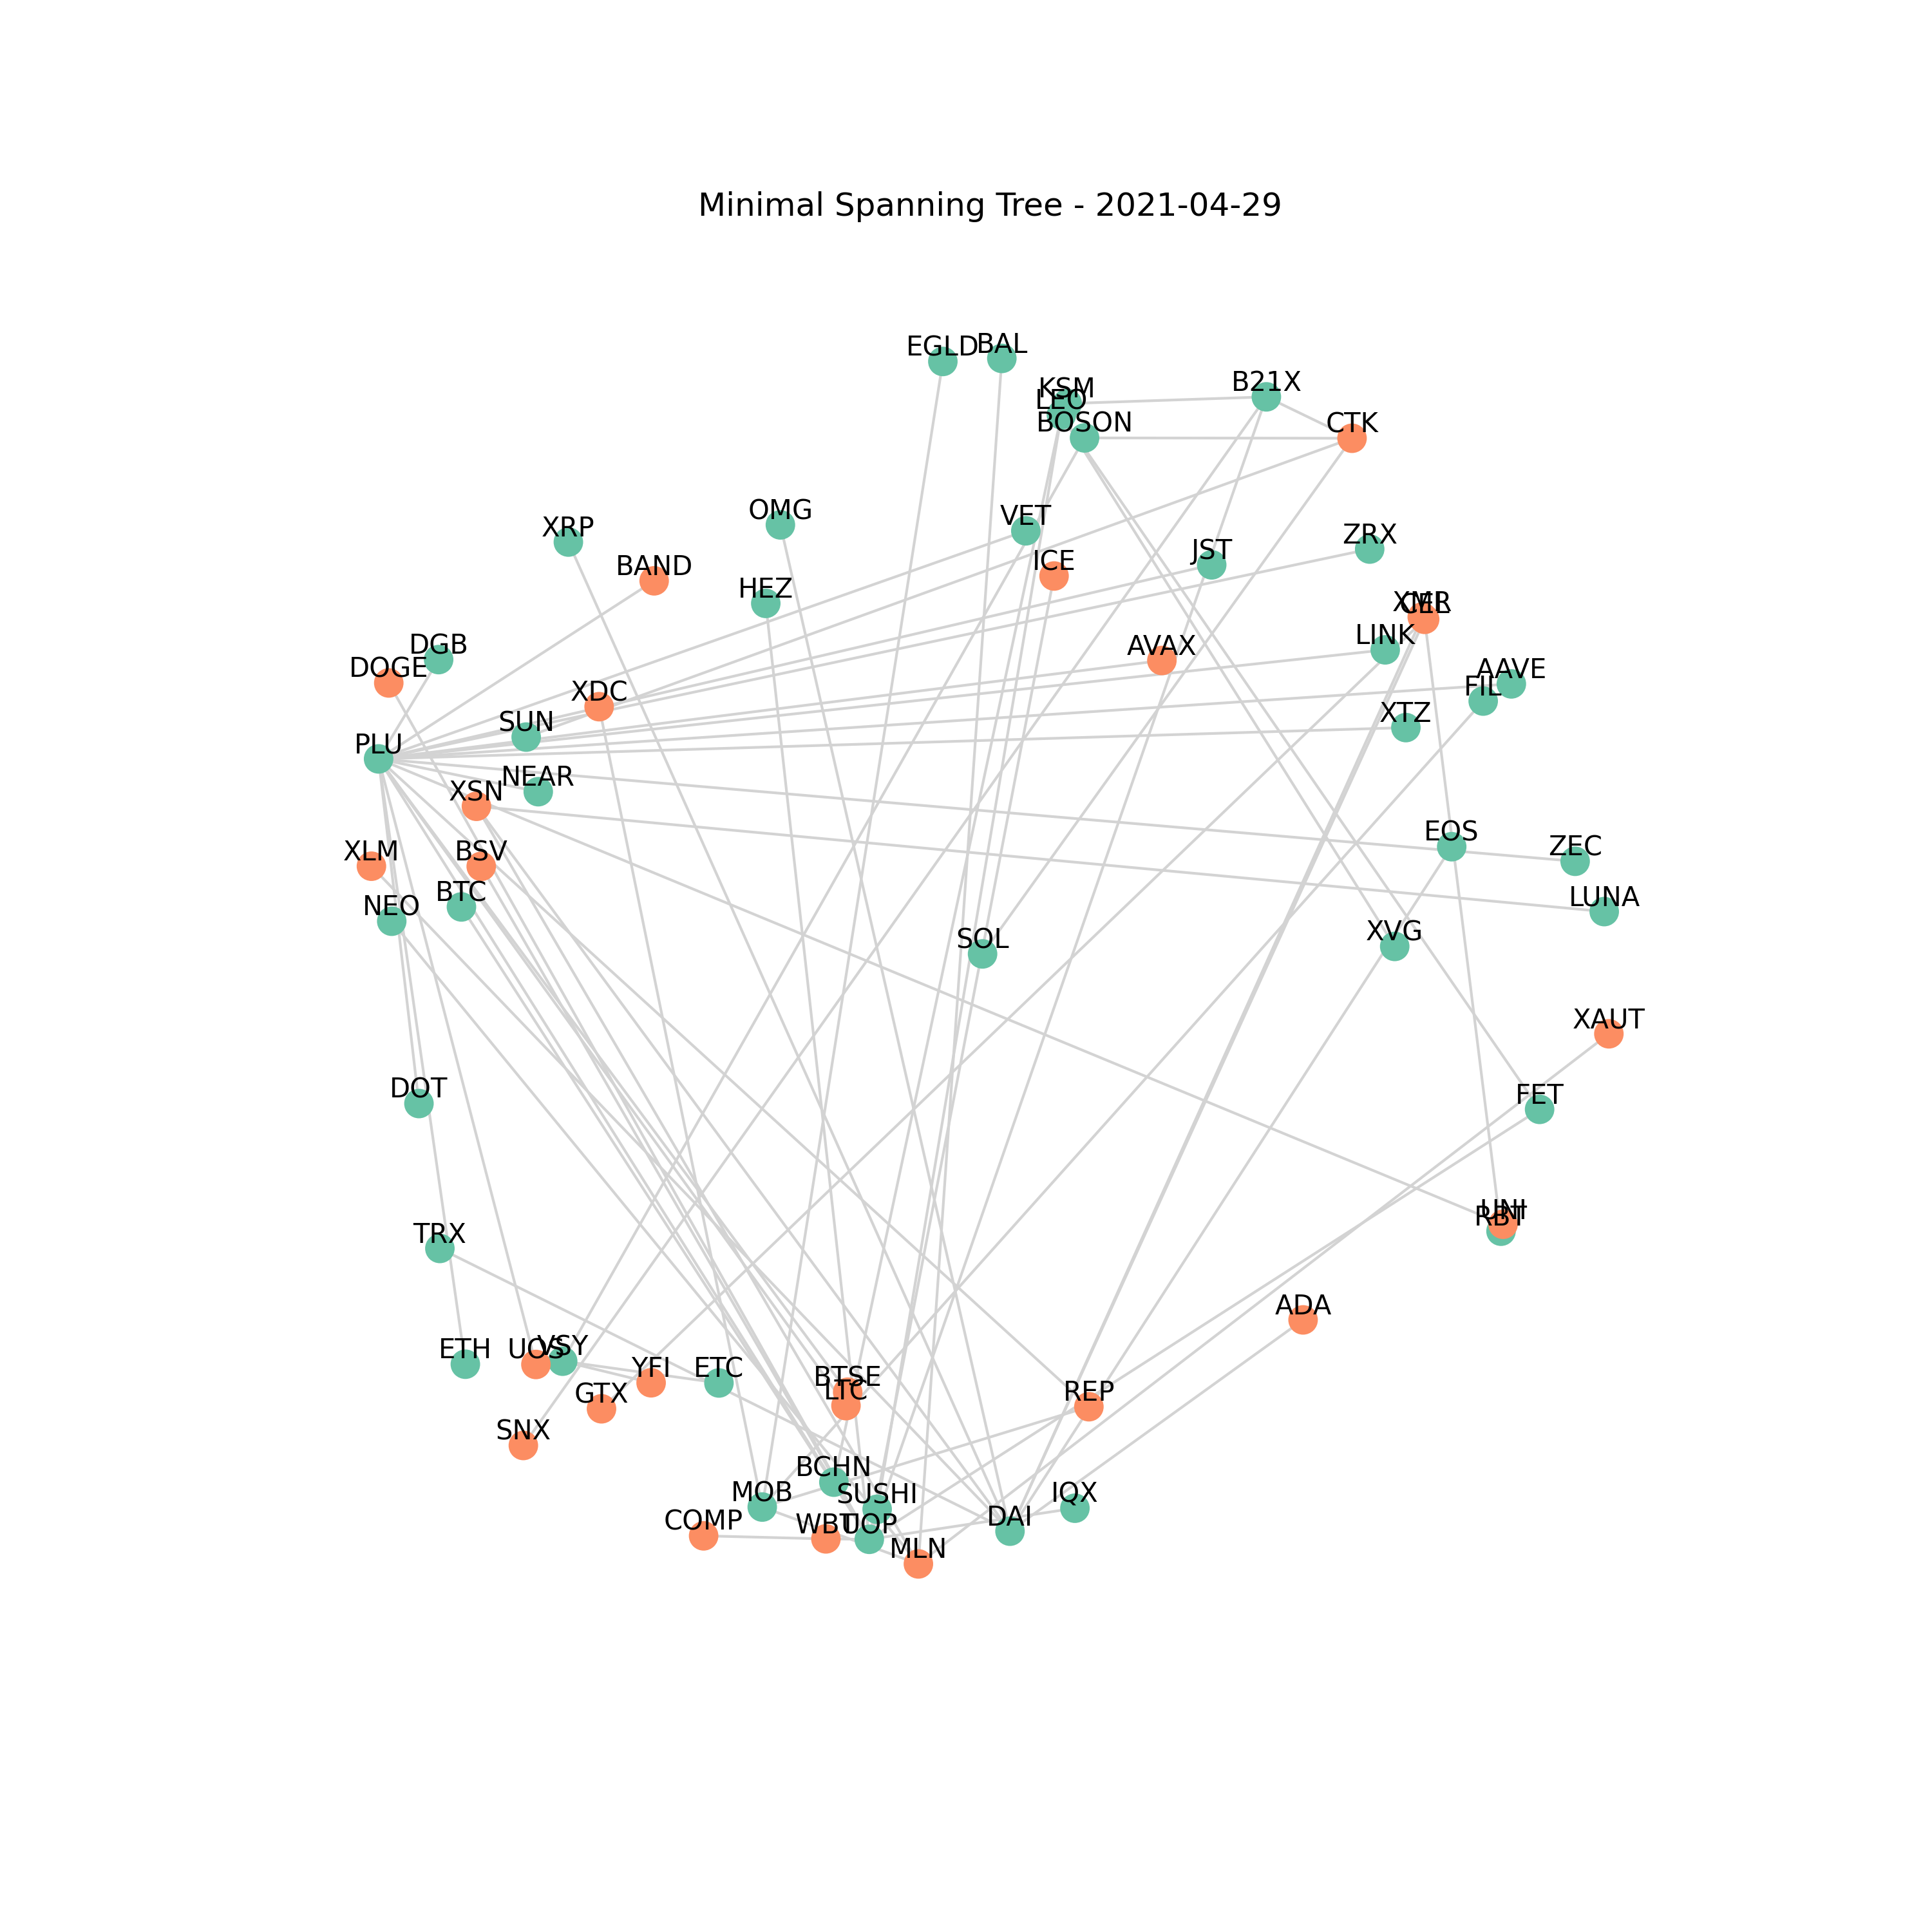 Minimal Spanning Tree - 2021-04-29
EGLD
BAL
KSM
LEO
BOSON
B21X
CTK
OMG
XRP
VET
ZRX
JST
ICE
BAND
HEZ
XMR
CEL
LINK
DGB
AVAX
DOGE
AAVE
FIL
XDC
XTZ
SUN
PLU
NEAR
XSN
EOS
ZEC
XLM
BSV
BTC
LUNA
NEO
XVG
SOL
XAUT
DOT
FET
UNI
RBT
TRX
ADA
ETH
UOS
VSY
YFI
ETC
BTSE
LTC
GTX
REP
SNX
BCHN
MOB
SUSHI
IQX
COMP
WBT
UOP
DAI
MLN